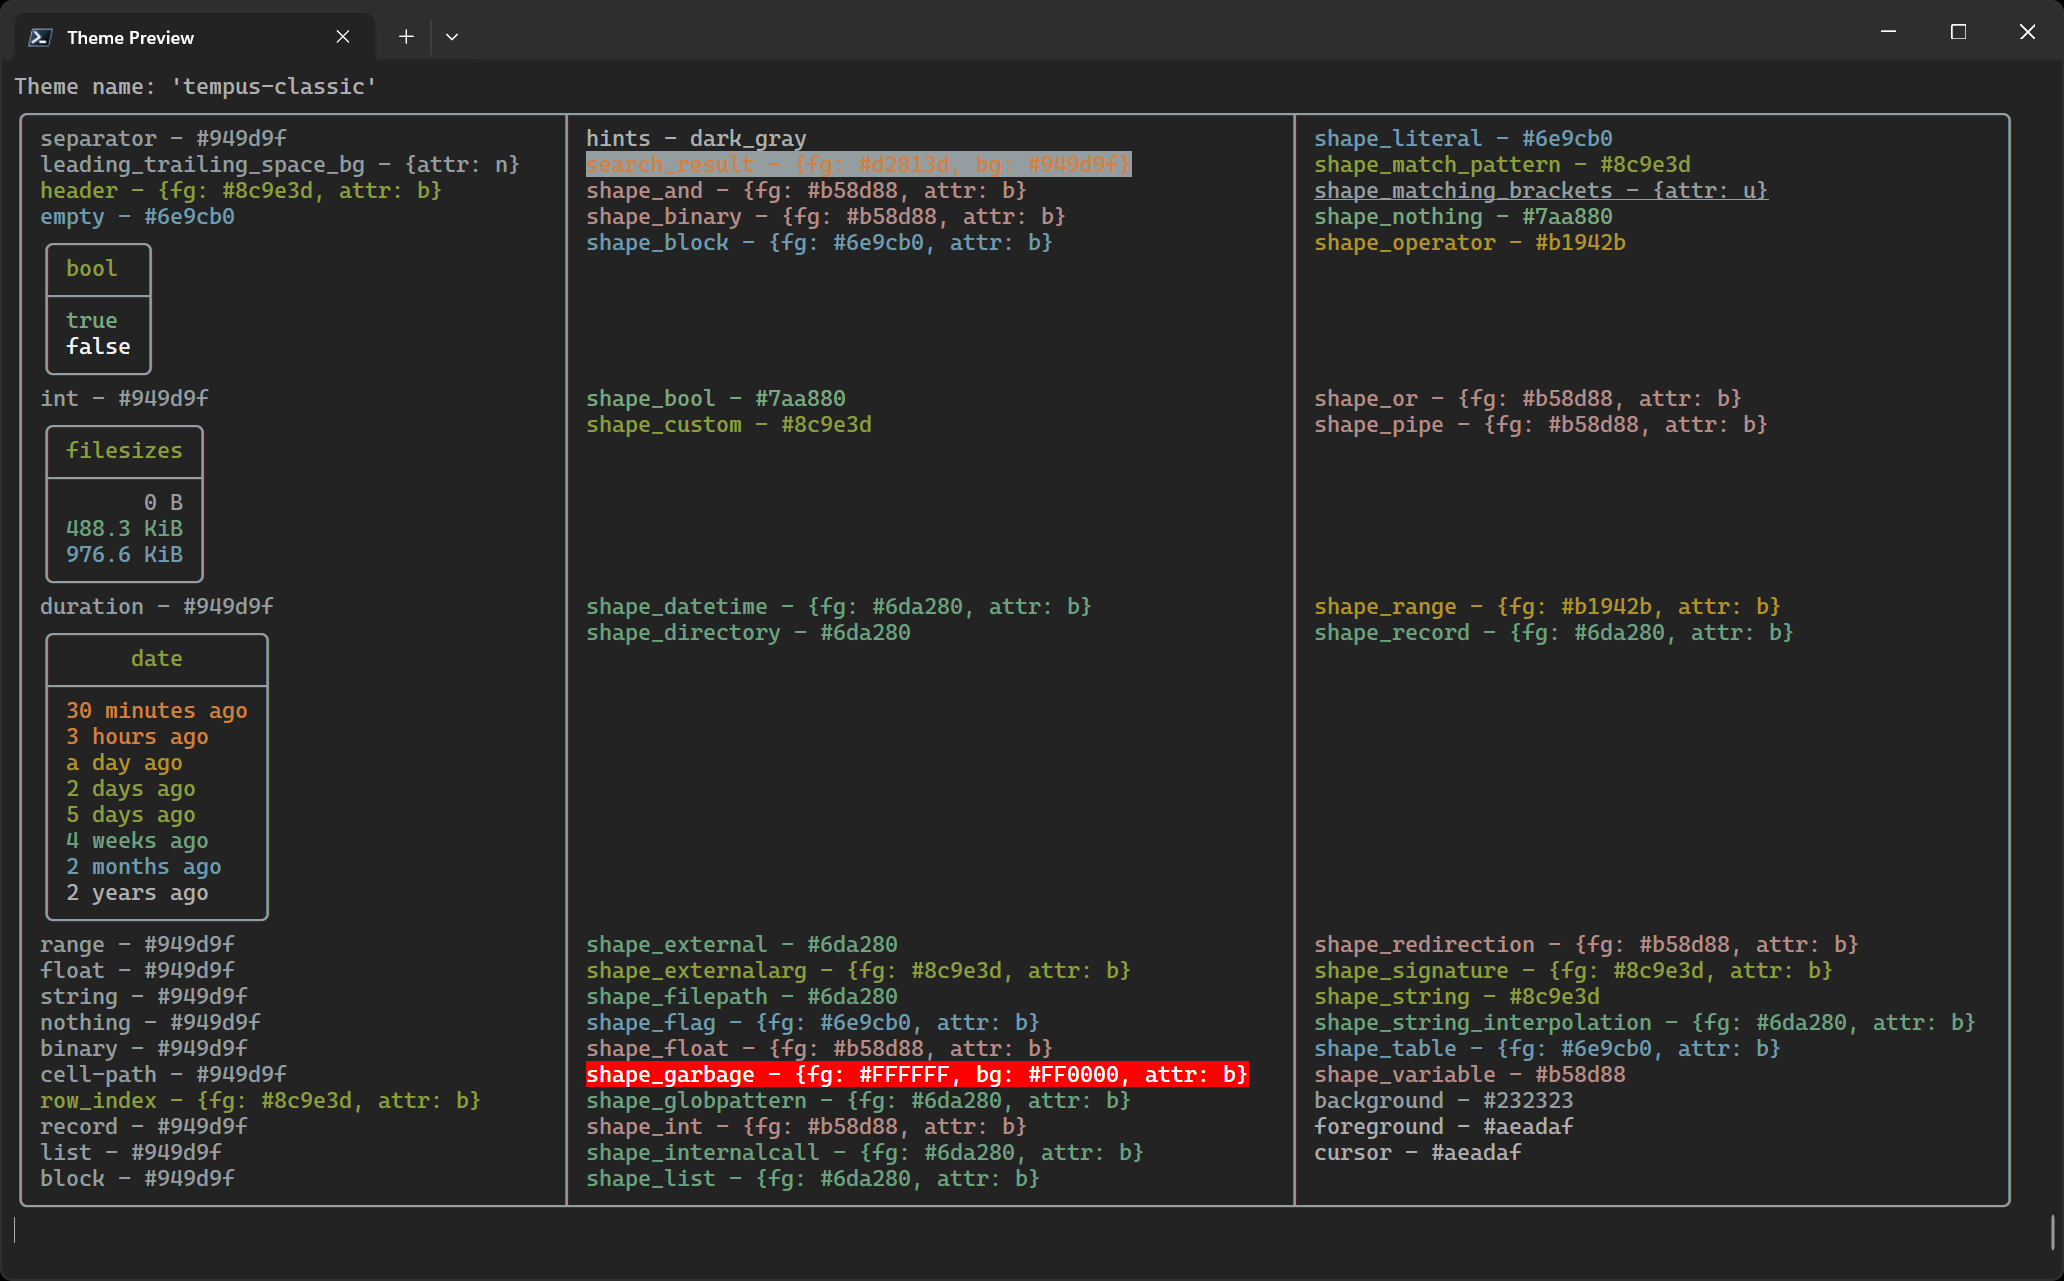 Theme Preview
Theme name: 'tempus-classic'
separator - #949d9f
leading_trailing_space_bg - {attr: n}
header - {fg: #8c9e3d, attr: b}
empty - #6e9cb0
bool
true
false
int - #949d9f
filesizes
0 B
488.3 KiB
976.6 KiB
duration - #949d9f
date
30 minutes ago
3 hours ago
a day ago
2 days ago
5 days ago
4 weeks ago
2 months ago
2 years ago
range - #949d9f
float - #949d9f
string - #949d9f
nothing - #949d9f
binary - #949d9f
cell-path - #949d9f
row_index - {fg: #8c9e3d, attr: b}
record - #949d9f
list - #949d9f
block - #949d9f
hints - dark_gray
search_result - {fg: #d2813d, bg: #949d9f}
shape_and - {fg: #b58d88, attr: b}
shape_binary - {fg: #b58d88, attr: b}
shape_block - {fg: #6e9cb0, attr: b}
shape_bool - #7aa880
shape_custom - #8c9e3d
shape_datetime - {fg: #6da280, attr: b}
shape_directory - #6da280
shape_external - #6da280
shape_externalarg - {fg: #8c9e3d, attr: b}
shape_filepath - #6da280
shape_flag - {fg: #6e9cb0, attr: b}
shape_float - {fg: #b58d88, attr: b}
shape_garbage - {fg: #FFFFFF, bg: #FF0000, attr: b}
shape_globpattern - {fg: #6da280, attr: b}
shape_int - {fg: #b58d88, attr: b}
shape_internalcall - {fg: #6da280, attr: b}
shape_list - {fg: #6da280, attr: b}
shape_literal - #6e9cb0
shape_match_pattern - #8c9e3d
shape_matching_brackets - {attr: u}
shape_nothing - #7aa880
shape_operator - #b1942b
shape_or - {fg: #b58d88, attr: b}
shape_pipe - {fg: #b58d88, attr: b}
shape_range - {fg: #b1942b, attr: b}
shape_record - {fg: #6da280, attr: b}
shape_redirection - {fg: #b58d88, attr: b}
shape_signature - {fg: #8c9e3d, attr: b}
shape_string - #8c9e3d
shape_string_interpolation - {fg: #6da280, attr: b}
shape_table - {fg: #6e9cb0, attr: b}
shape_variable - #b58d88
background - #232323
foreground - #aeadaf
cursor - #aeadaf